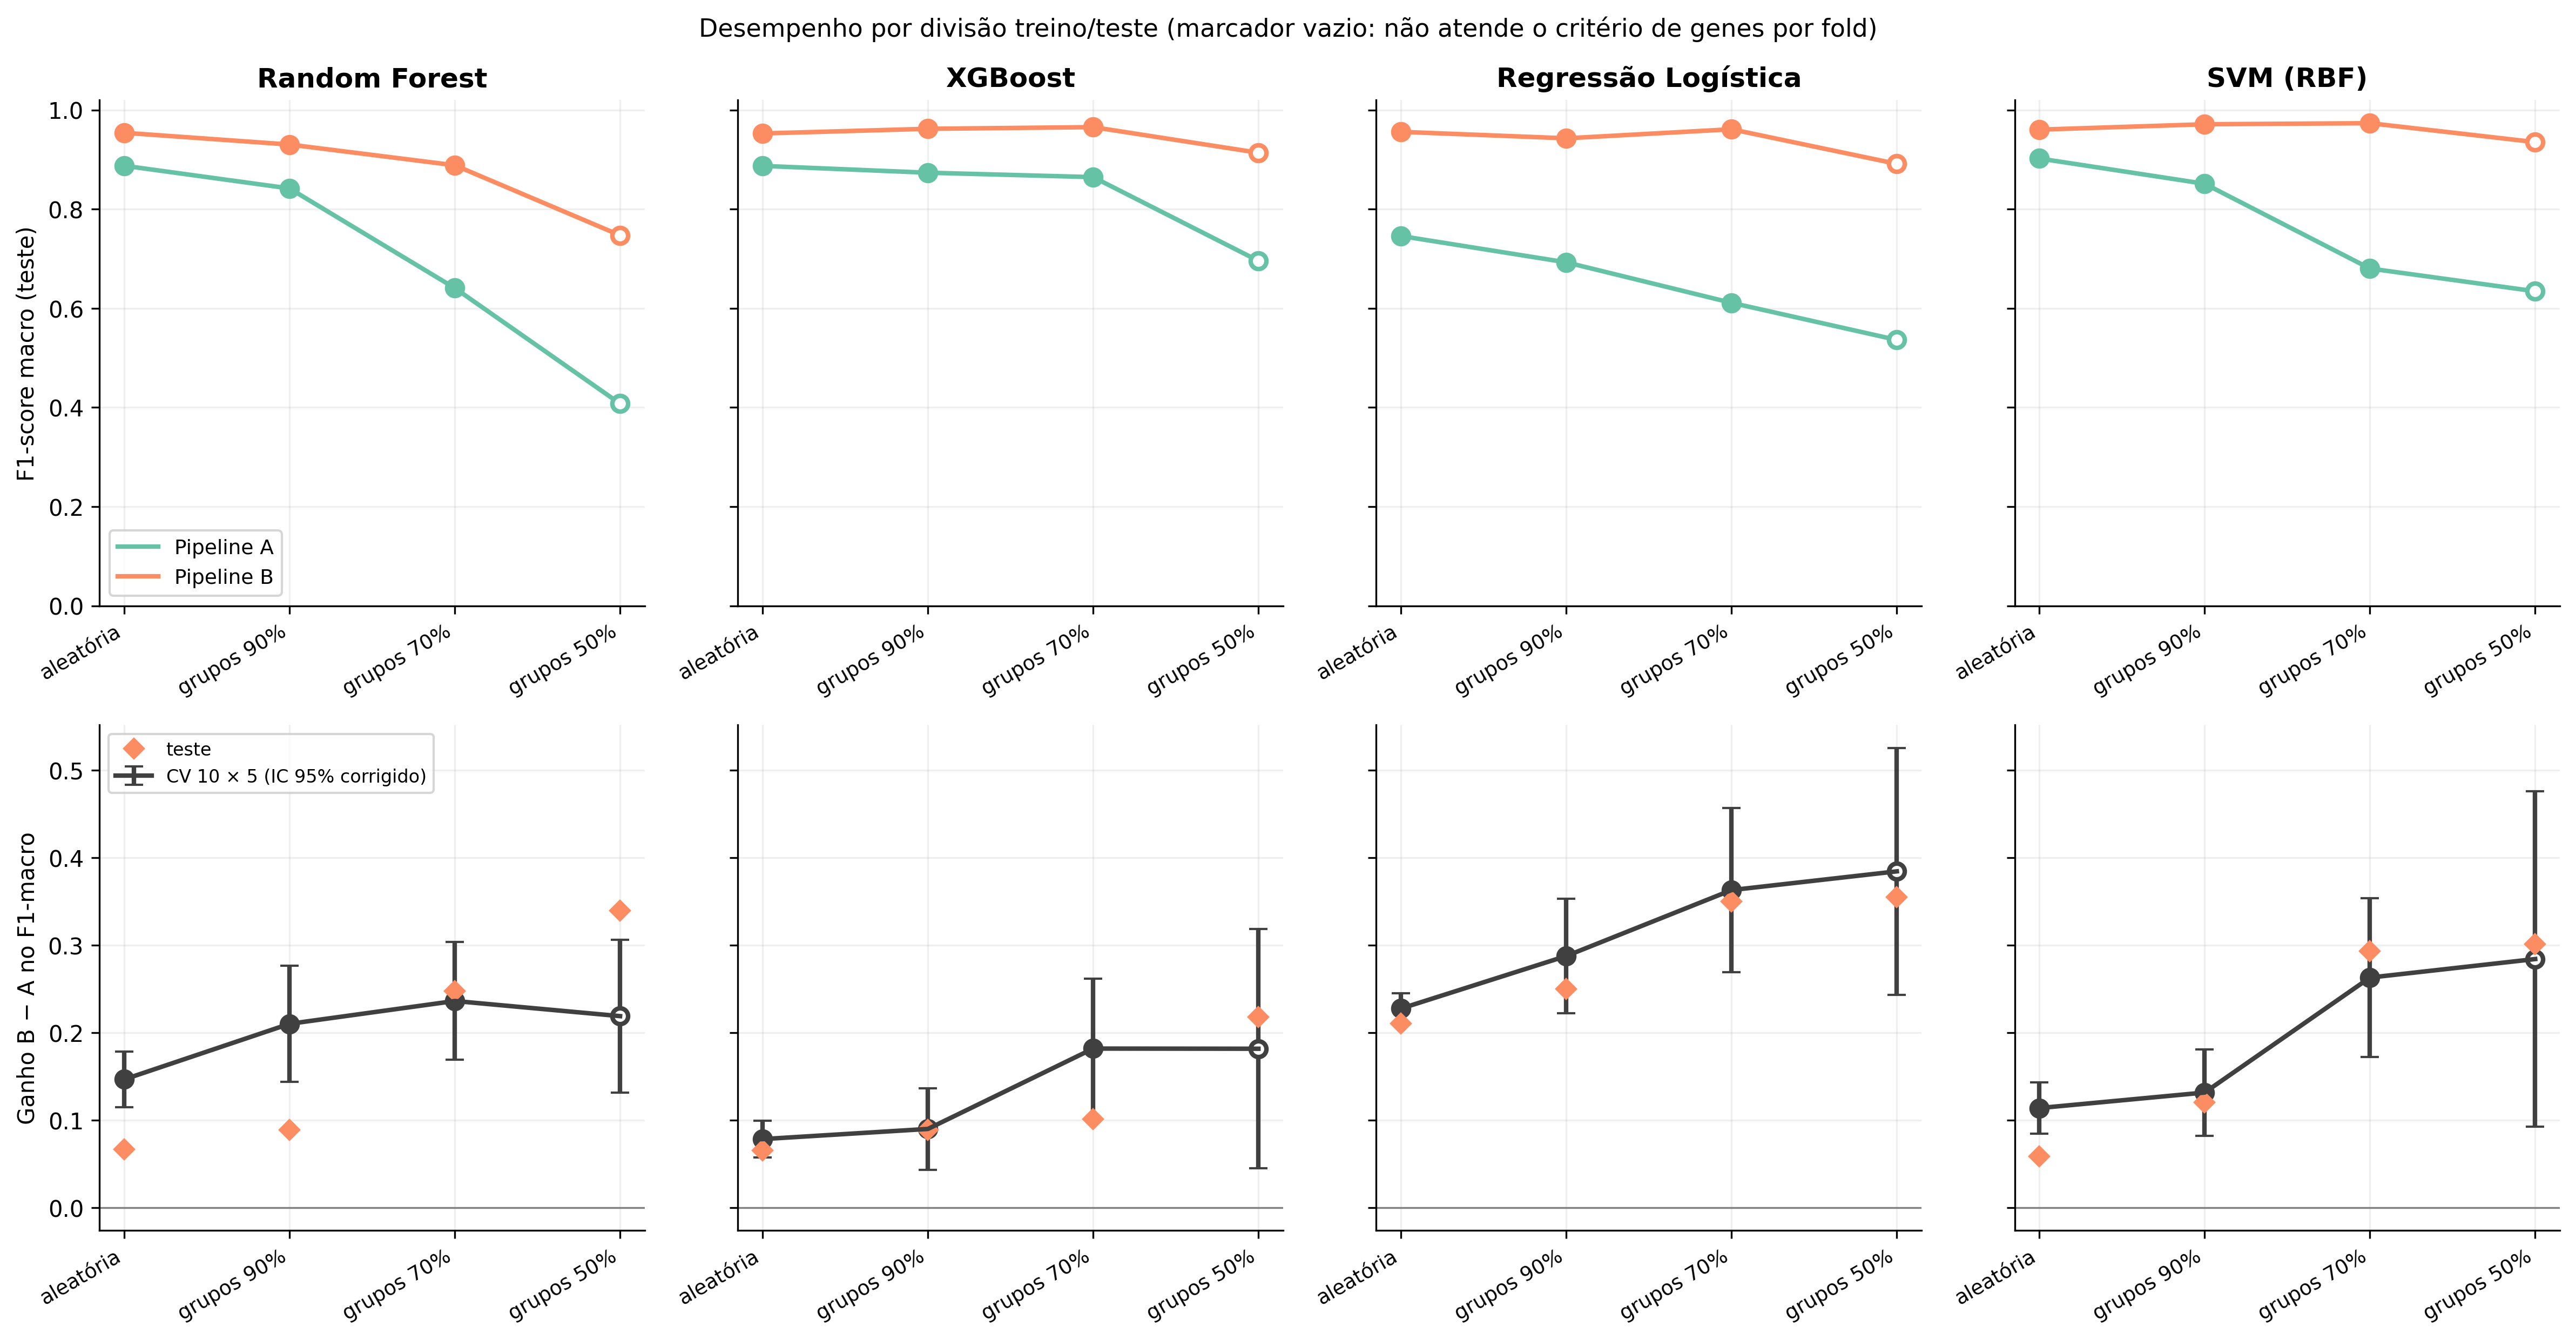 Desempenho por divisão treino/teste (marcador vazio: não atende o critério de genes por fold)
Random Forest
XGBoost
Regressão Logística
SVM (RBF)
F1-score macro (teste)
1.0
0.8
0.6
0.4
0.2
0.0
Pipeline A
Pipeline B
aleatória
grupos 90%
grupos 70%
grupos 50%
aleatória
grupos 90%
grupos 70%
grupos 50%
aleatória
grupos 90%
grupos 70%
grupos 50%
aleatória
grupos 90%
grupos 70%
grupos 50%
Ganho B − A no F1-macro
0.5
0.4
0.3
0.2
0.1
0.0
teste
CV 10 × 5 (IC 95% corrigido)
aleatória
grupos 90%
grupos 70%
grupos 50%
aleatória
grupos 90%
grupos 70%
grupos 50%
aleatória
grupos 90%
grupos 70%
grupos 50%
aleatória
grupos 90%
grupos 70%
grupos 50%